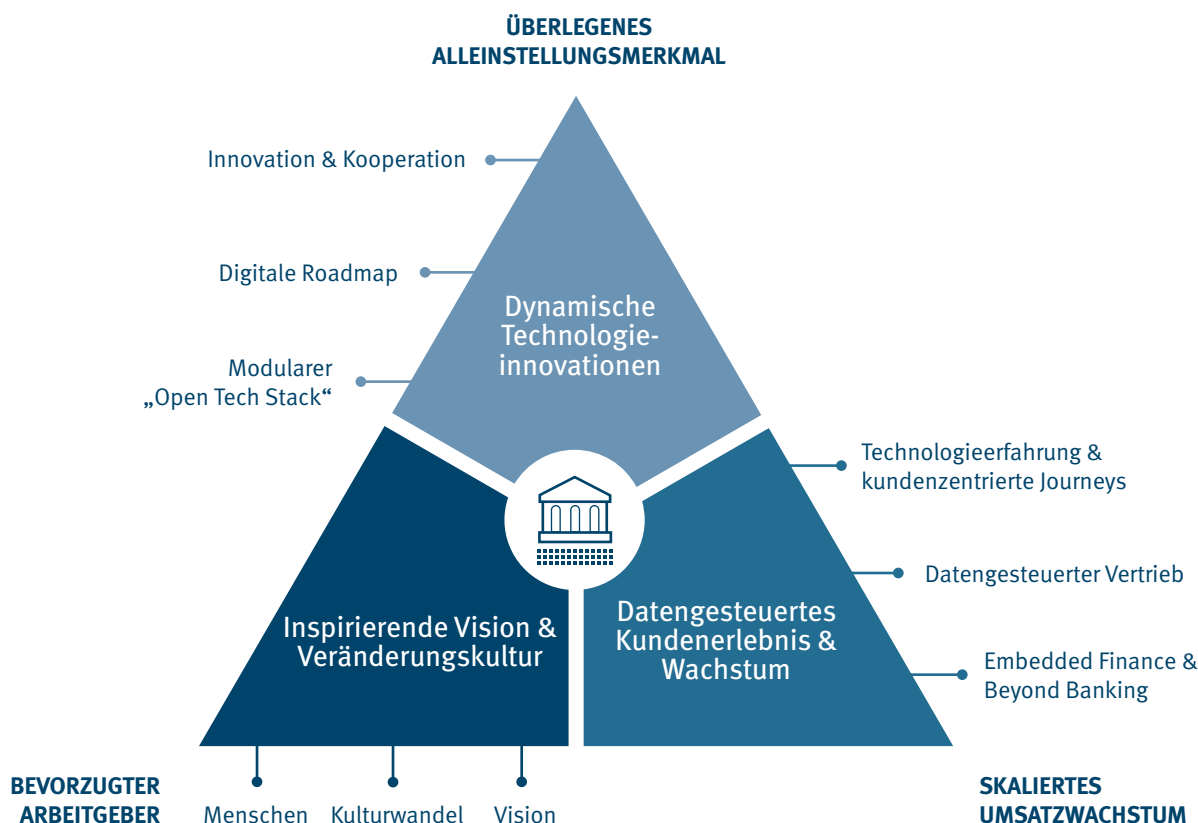 ÜBERLEGENES
ALLEINSTELLUNGSMERKMAL
Innovation & Kooperation
Digitale Roadmap
Modularer
„Open Tech Stack“
Dynamische
Technologie-
innovationen
Technologieerfahrung &
kundenzentrierte Journeys
Datengesteuerter Vertrieb
Embedded Finance &
Beyond Banking
Inspirierende Vision &
Veränderungskultur
Datengesteuertes
Kundenerlebnis &
Wachstum
BEVORZUGTER
ARBEITGEBER
Menschen
Kulturwandel
Vision
SKALIERTES
UMSATZWACHSTUM